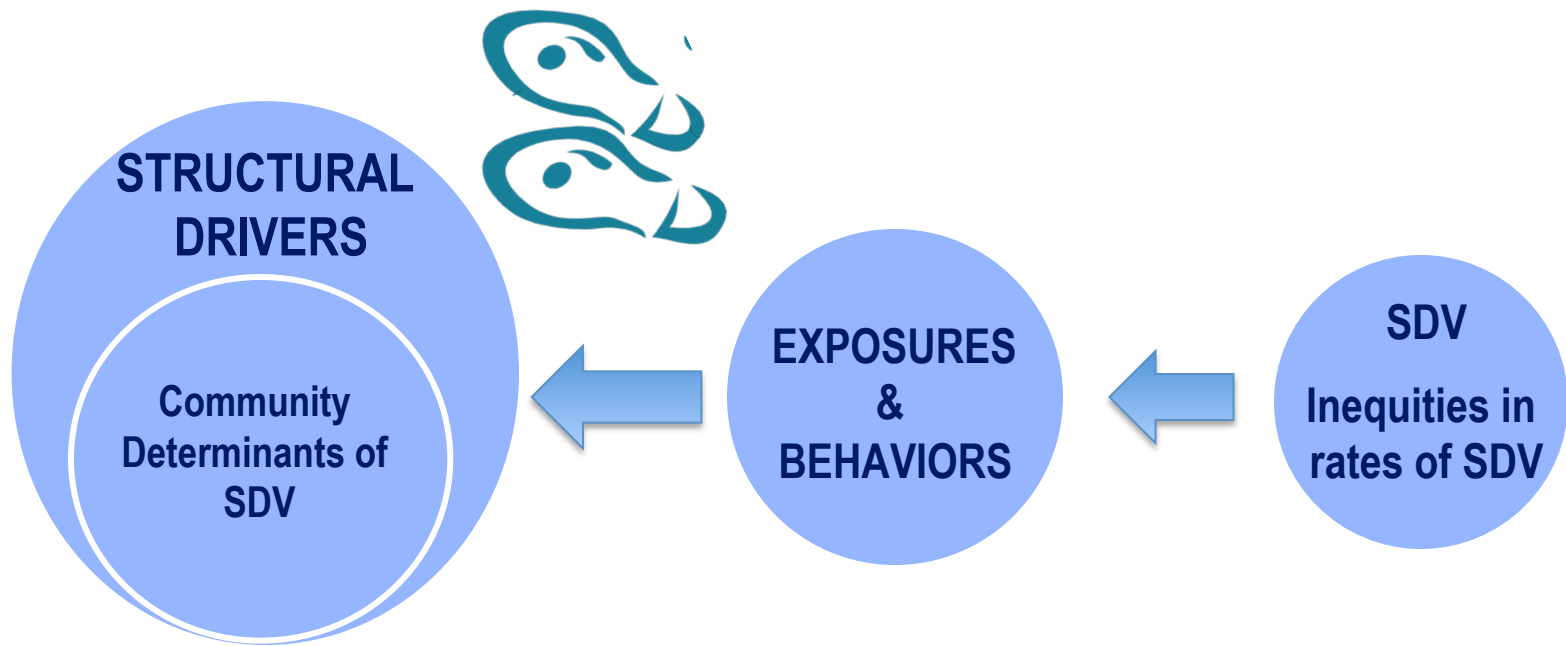 STRUCTURAL
DRIVERS
Community
Determinants of
SDV
EXPOSURES
&
BEHAVIORS
SDV
Inequities in
rates of SDV